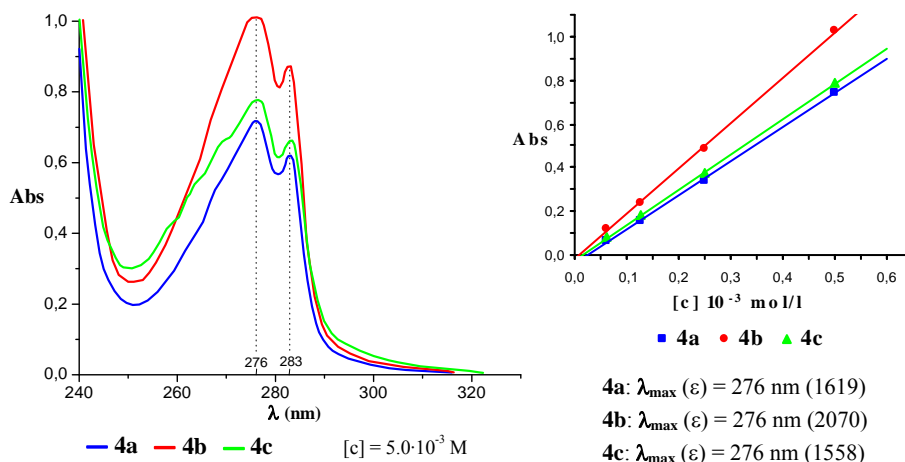 1,0
0,8
0,6
Abs
0,4
0,2
0,0
240
260
280
300
320
276
283
λ (nm)
4a 4b 4c
[c] = 5.0·10⁻³ M
1,0
0,8
Abs
0,6
0,4
0,2
0,0
0,0 0,1 0,2 0,3 0,4 0,5 0,6
[c] 10⁻³ mol/l
4a 4b 4c
4a: λmax (ε) = 276 nm (1619)
4b: λmax (ε) = 276 nm (2070)
4c: λmax (ε) = 276 nm (1558)